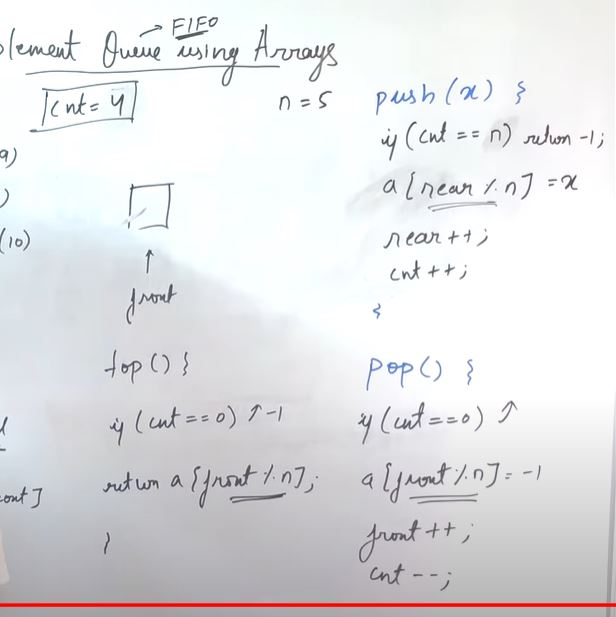 → FIFO
lement Queue using Arrays
cnt = 4
n = 5
9)
)
(10)
front
top() {
if (cnt == 0) ↑ -1
return a[front % n];
}
push(x) {
if (cnt == n) return -1;
a[rear % n] = x
rear++;
cnt++;
}
pop() {
if (cnt == 0) ↑
a[front % n] = -1
front++;
cnt--;
ont]